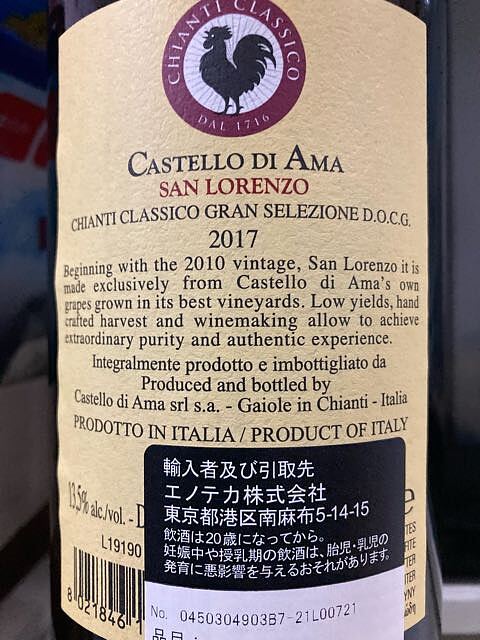 CHIANTI CLASSICO
DAL 1716
CASTELLO DI AMA
SAN LORENZO
CHIANTI CLASSICO GRAN SELEZIONE D.O.C.G.
2017
Beginning with the 2010 vintage, San Lorenzo it is
made exclusively from Castello di Ama's own
grapes grown in its best vineyards. Low yields, hand
crafted harvest and winemaking allow to achieve
extraordinary purity and authentic experience.
Integralmente prodotto e imbottigliato da
Produced and bottled by
Castello di Ama srl s.a. - Gaiole in Chianti - Italia
PRODOTTO IN ITALIA / PRODUCT OF ITALY
13,5% alc./vol. -
L19190
8 021846
輸入者及び引取先
エノテカ株式会社
東京都港区南麻布5-14-15
飲酒は20歳になってから。
妊娠中や授乳期の飲酒は、胎児・乳児の
発育に悪影響を与えるおそれがあります。
No. 0450304903B7-21L00721